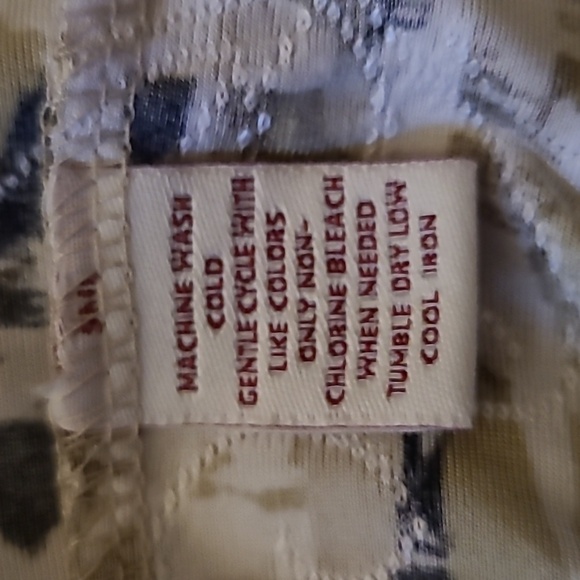 MACHINE WASH
COLD
GENTLE CYCLE WITH
LIKE COLORS
ONLY NON-
CHLORINE BLEACH
WHEN NEEDED
TUMBLE DRY LOW
COOL IRON